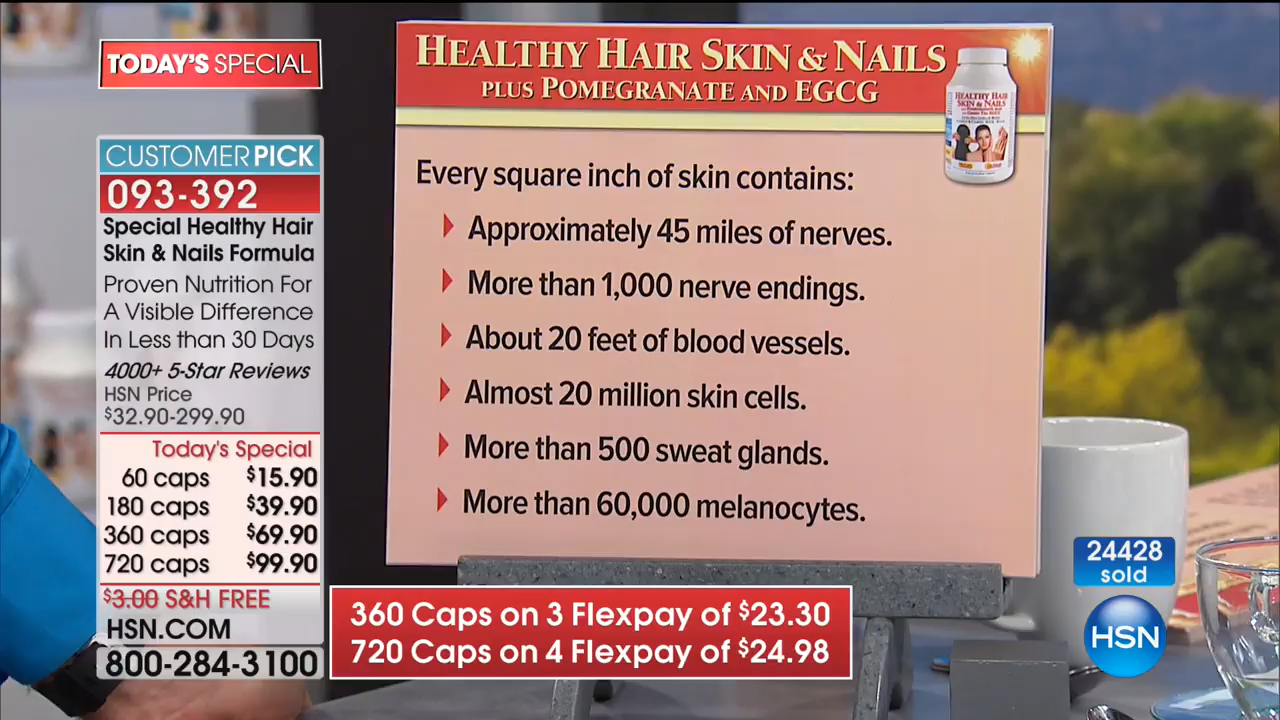 TODAY'S SPECIAL
CUSTOMER PICK
093-392
Special Healthy Hair
Skin & Nails Formula
Proven Nutrition For
A Visible Difference
In Less than 30 Days
4000+ 5-Star Reviews
HSN Price
$32.90-299.90
Today's Special
60 caps $15.90
180 caps $39.90
360 caps $69.90
720 caps $99.90
$3.00 S&H FREE
HSN.COM
800-284-3100
HEALTHY HAIR SKIN & NAILS
PLUS POMEGRANATE AND EGCG
HEALTHY HAIR
SKIN & NAILS
Every square inch of skin contains:
Approximately 45 miles of nerves.
More than 1,000 nerve endings.
About 20 feet of blood vessels.
Almost 20 million skin cells.
More than 500 sweat glands.
More than 60,000 melanocytes.
360 Caps on 3 Flexpay of $23.30
720 Caps on 4 Flexpay of $24.98
24428
sold
HSN